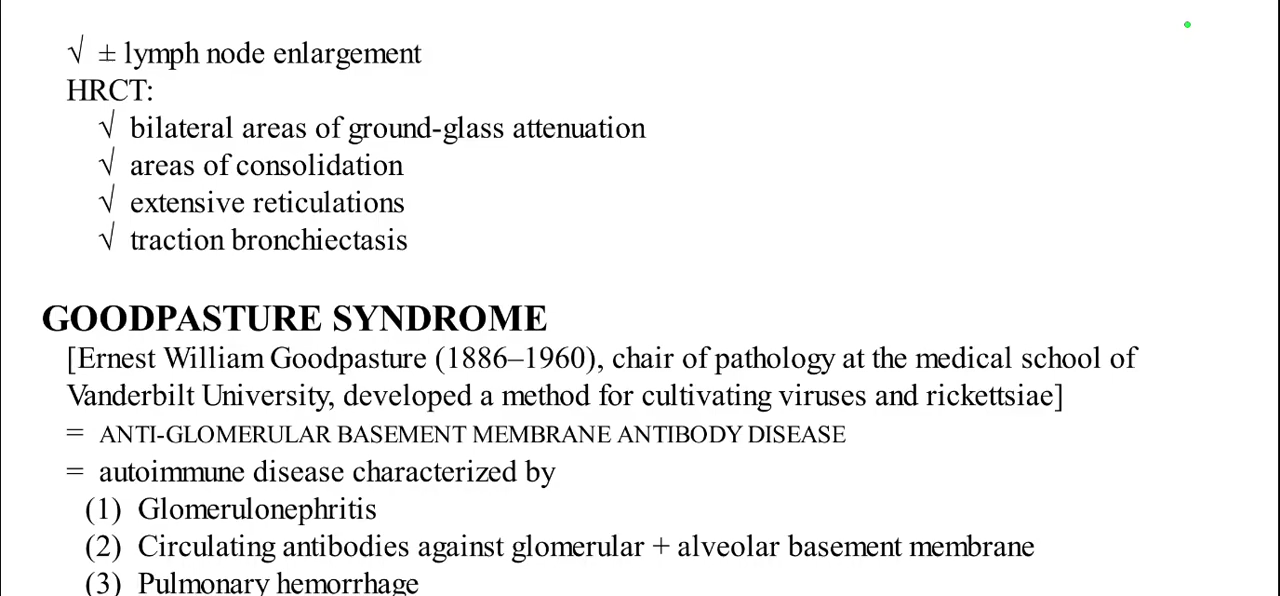 √ ± lymph node enlargement
HRCT:
√ bilateral areas of ground-glass attenuation
√ areas of consolidation
√ extensive reticulations
√ traction bronchiectasis
GOODPASTURE SYNDROME
[Ernest William Goodpasture (1886–1960), chair of pathology at the medical school of
Vanderbilt University, developed a method for cultivating viruses and rickettsiae]
= ANTI-GLOMERULAR BASEMENT MEMBRANE ANTIBODY DISEASE
= autoimmune disease characterized by
(1) Glomerulonephritis
(2) Circulating antibodies against glomerular + alveolar basement membrane
(3) Pulmonary hemorrhage